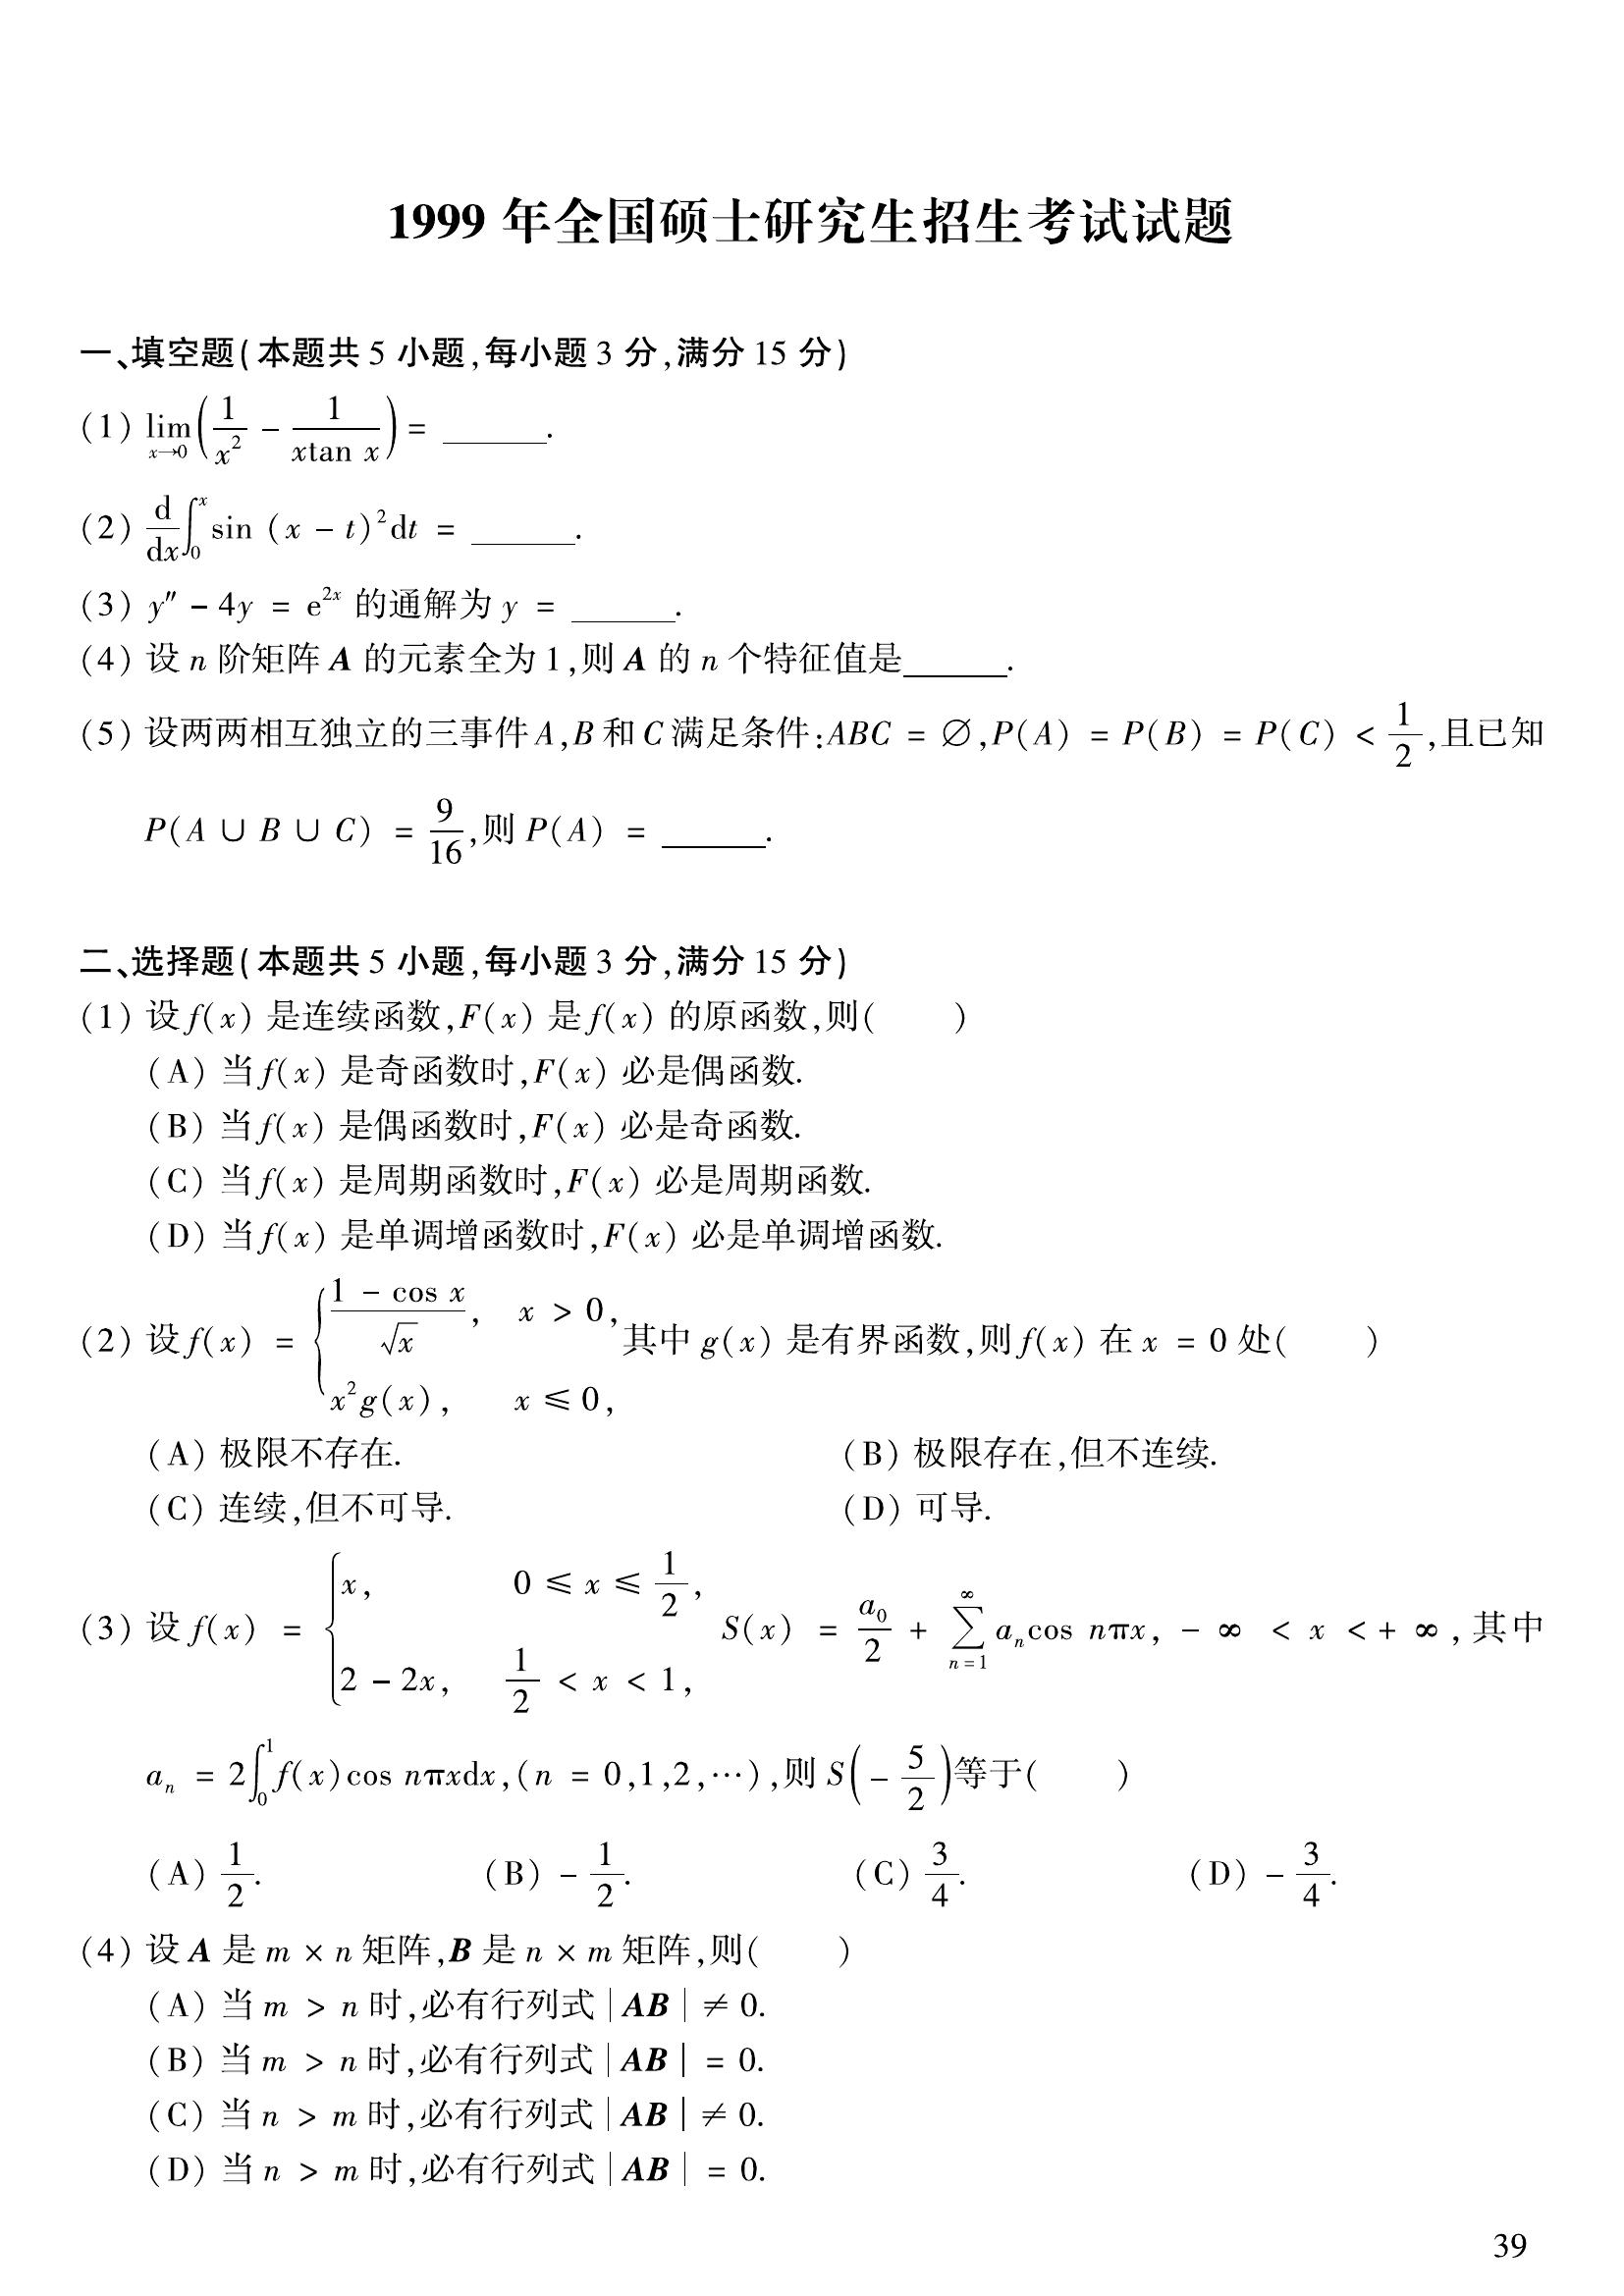 1999 年全国硕士研究生招生考试试题
一、填空题(本题共 5 小题,每小题 3 分,满分 15 分)
(1) $\lim_{x\to 0}\left(\frac{1}{x^2} - \frac{1}{x\tan x}\right) =$ ______.
(2) $\frac{d}{dx}\int_0^x \sin (x-t)^2 dt =$ ______.
(3) $y'' - 4y = e^{2x}$ 的通解为 $y =$ ______.
(4) 设 n 阶矩阵 A 的元素全为 1,则 A 的 n 个特征值是______.
(5) 设两两相互独立的三事件 A,B 和 C 满足条件:$ABC = \varnothing$,$P(A) = P(B) = P(C) < \frac{1}{2}$,且已知
$P(A \cup B \cup C) = \frac{9}{16}$,则 $P(A) =$ ______.
二、选择题(本题共 5 小题,每小题 3 分,满分 15 分)
(1) 设 f(x) 是连续函数,F(x) 是 f(x) 的原函数,则(  )
(A) 当 f(x) 是奇函数时,F(x) 必是偶函数.
(B) 当 f(x) 是偶函数时,F(x) 必是奇函数.
(C) 当 f(x) 是周期函数时,F(x) 必是周期函数.
(D) 当 f(x) 是单调增函数时,F(x) 必是单调增函数.
(2) 设 $f(x) = \begin{cases} \frac{1-\cos x}{\sqrt{x}}, & x > 0, \\ x^2 g(x), & x \leqslant 0, \end{cases}$ 其中 g(x) 是有界函数,则 f(x) 在 x = 0 处(  )
(A) 极限不存在. (B) 极限存在,但不连续.
(C) 连续,但不可导. (D) 可导.
(3) 设 $f(x) = \begin{cases} x, & 0 \leqslant x \leqslant \frac{1}{2}, \\ 2-2x, & \frac{1}{2} < x < 1, \end{cases}$ $S(x) = \frac{a_0}{2} + \sum_{n=1}^{\infty} a_n \cos n\pi x, -\infty < x < +\infty$,其中
$a_n = 2\int_0^1 f(x)\cos n\pi x dx,(n = 0,1,2,\cdots)$,则 $S\left(-\frac{5}{2}\right)$等于(  )
(A) $\frac{1}{2}$. (B) $-\frac{1}{2}$. (C) $\frac{3}{4}$. (D) $-\frac{3}{4}$.
(4) 设 A 是 m × n 矩阵,B 是 n × m 矩阵,则(  )
(A) 当 m > n 时,必有行列式 |AB| ≠ 0.
(B) 当 m > n 时,必有行列式 |AB| = 0.
(C) 当 n > m 时,必有行列式 |AB| ≠ 0.
(D) 当 n > m 时,必有行列式 |AB| = 0.
39